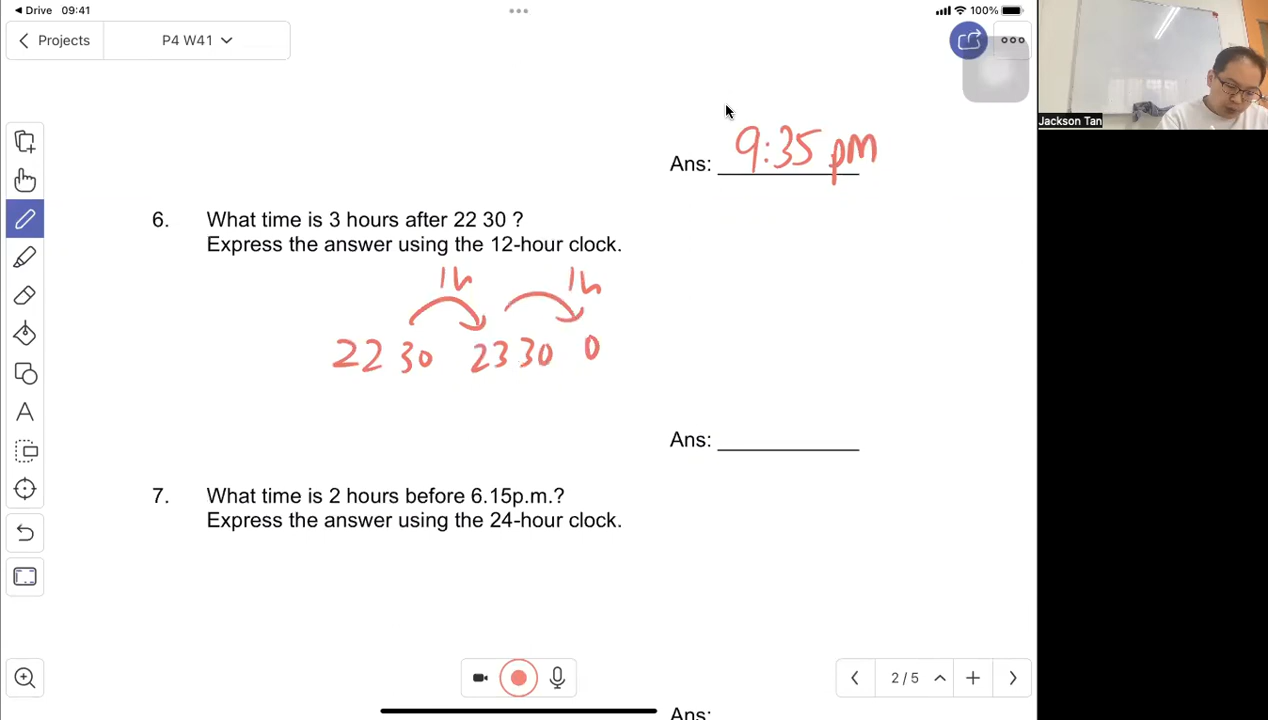 Drive 09:41
100%
Projects
P4 W41
Jackson Tan
Ans: 9:35 pm
6. What time is 3 hours after 22 30 ?
Express the answer using the 12-hour clock.
1h 1h
22 30 23 30 0
Ans:
7. What time is 2 hours before 6.15p.m.?
Express the answer using the 24-hour clock.
A
2 / 5
Ans: